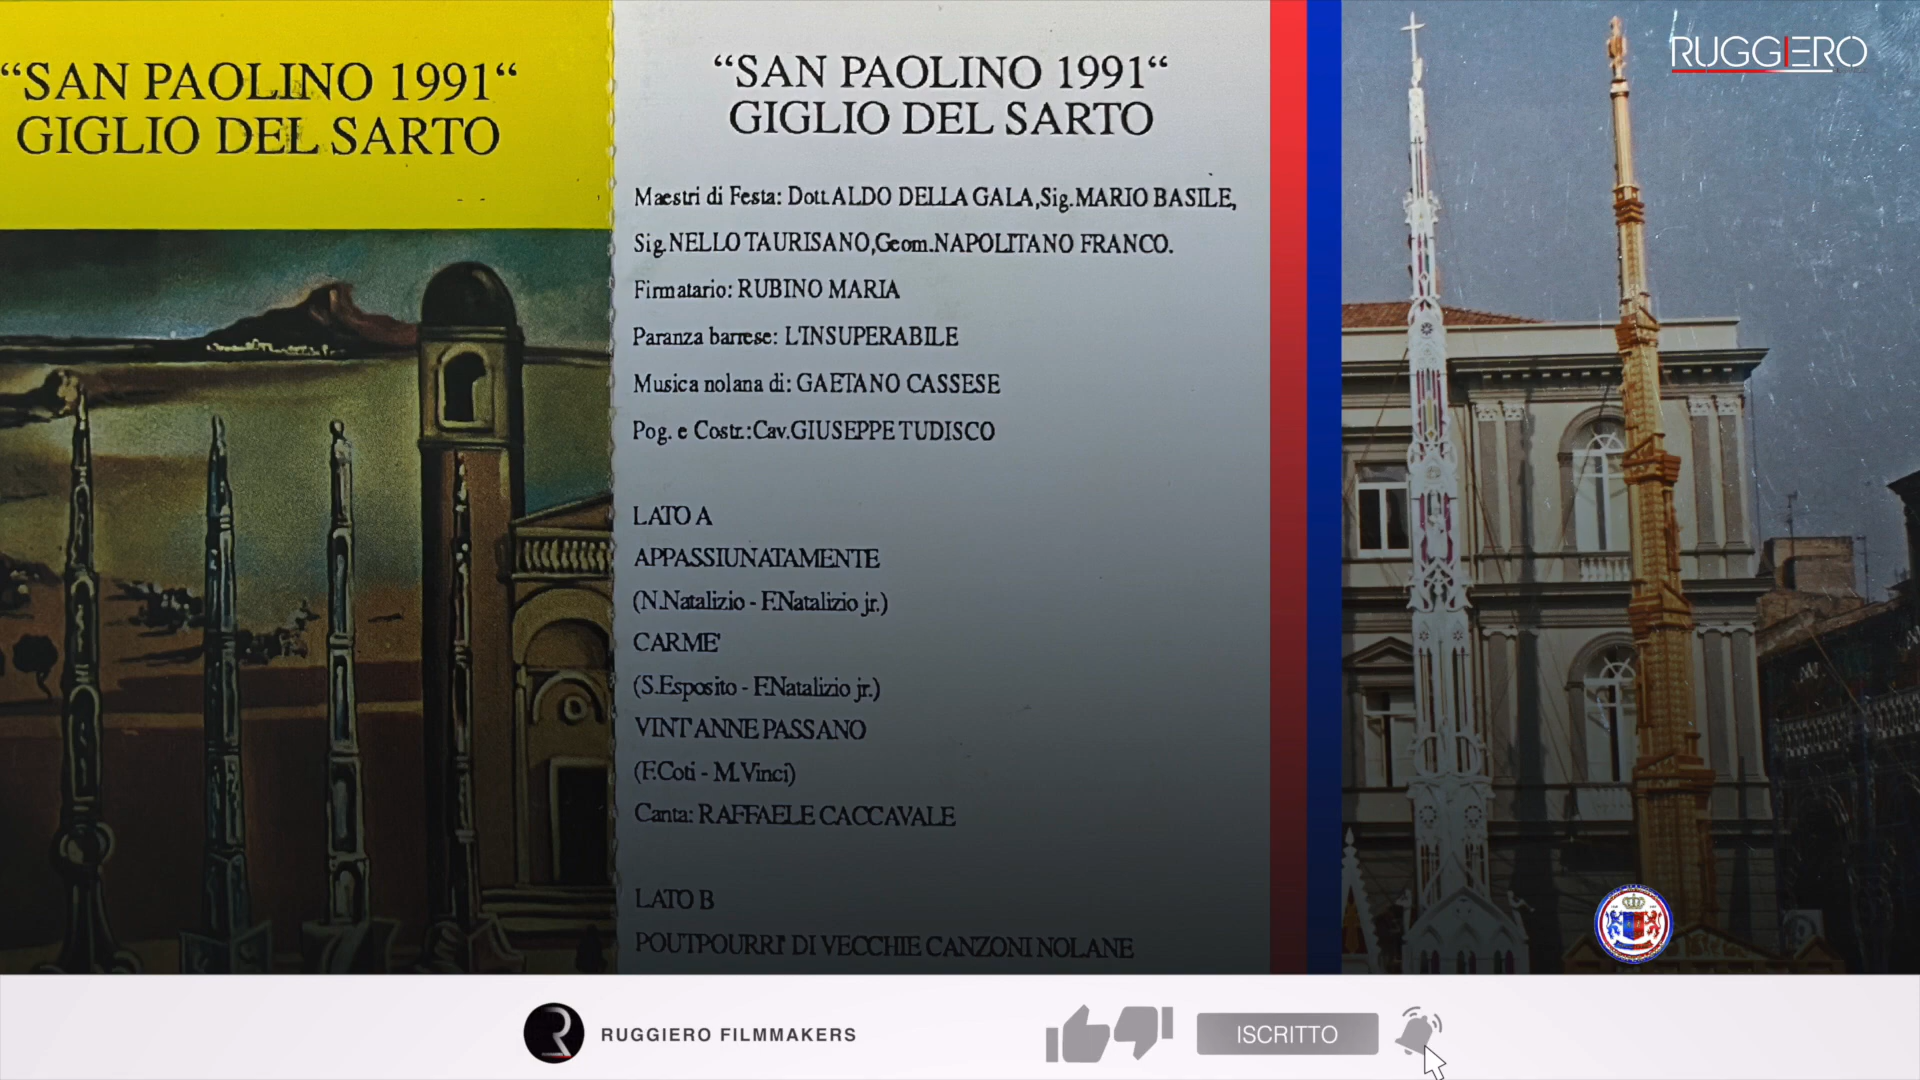 “SAN PAOLINO 1991“
GIGLIO DEL SARTO
“SAN PAOLINO 1991“
GIGLIO DEL SARTO
Maestri di Festa: Dott.ALDO DELLA GALA,Sig.MARIO BASILE,
Sig.NELLO TAURISANO,Geom.NAPOLITANO FRANCO.
Firmatario: RUBINO MARIA
Paranza barrese: L'INSUPERABILE
Musica nolana di: GAETANO CASSESE
Pog. e Costr.:Cav.GIUSEPPE TUDISCO
LATO A
APPASSIUNATAMENTE
(N.Natalizio - F.Natalizio jr.)
CARME'
(S.Esposito - F.Natalizio jr.)
VINT'ANNE PASSANO
(F.Coti - M.Vinci)
Canta: RAFFAELE CACCAVALE
LATO B
POUTPOURRI' DI VECCHIE CANZONI NOLANE
RUGGIERO
RUGGIERO FILMMAKERS
ISCRITTO